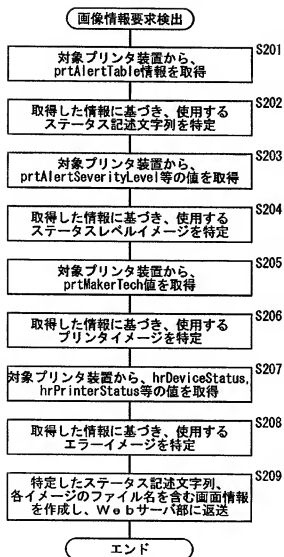 画像情報要求検出
S201
対象プリンタ装置から、
prtAlertTable情報を取得
S202
取得した情報に基づき、使用する
ステータス記述文字列を特定
S203
対象プリンタ装置から、
prtAlertSeverityLevel等の値を取得
S204
取得した情報に基づき、使用する
ステータスレベルイメージを特定
S205
対象プリンタ装置から、
prtMakerTech値を取得
S206
取得した情報に基づき、使用する
プリンタイメージを特定
S207
対象プリンタ装置から、hrDeviceStatus,
hrPrinterStatus等の値を取得
S208
取得した情報に基づき、使用する
エラーイメージを特定
S209
特定したステータス記述文字列、
各イメージのファイル名を含む画面情報
を作成し、Webサーバ部に返送
エンド